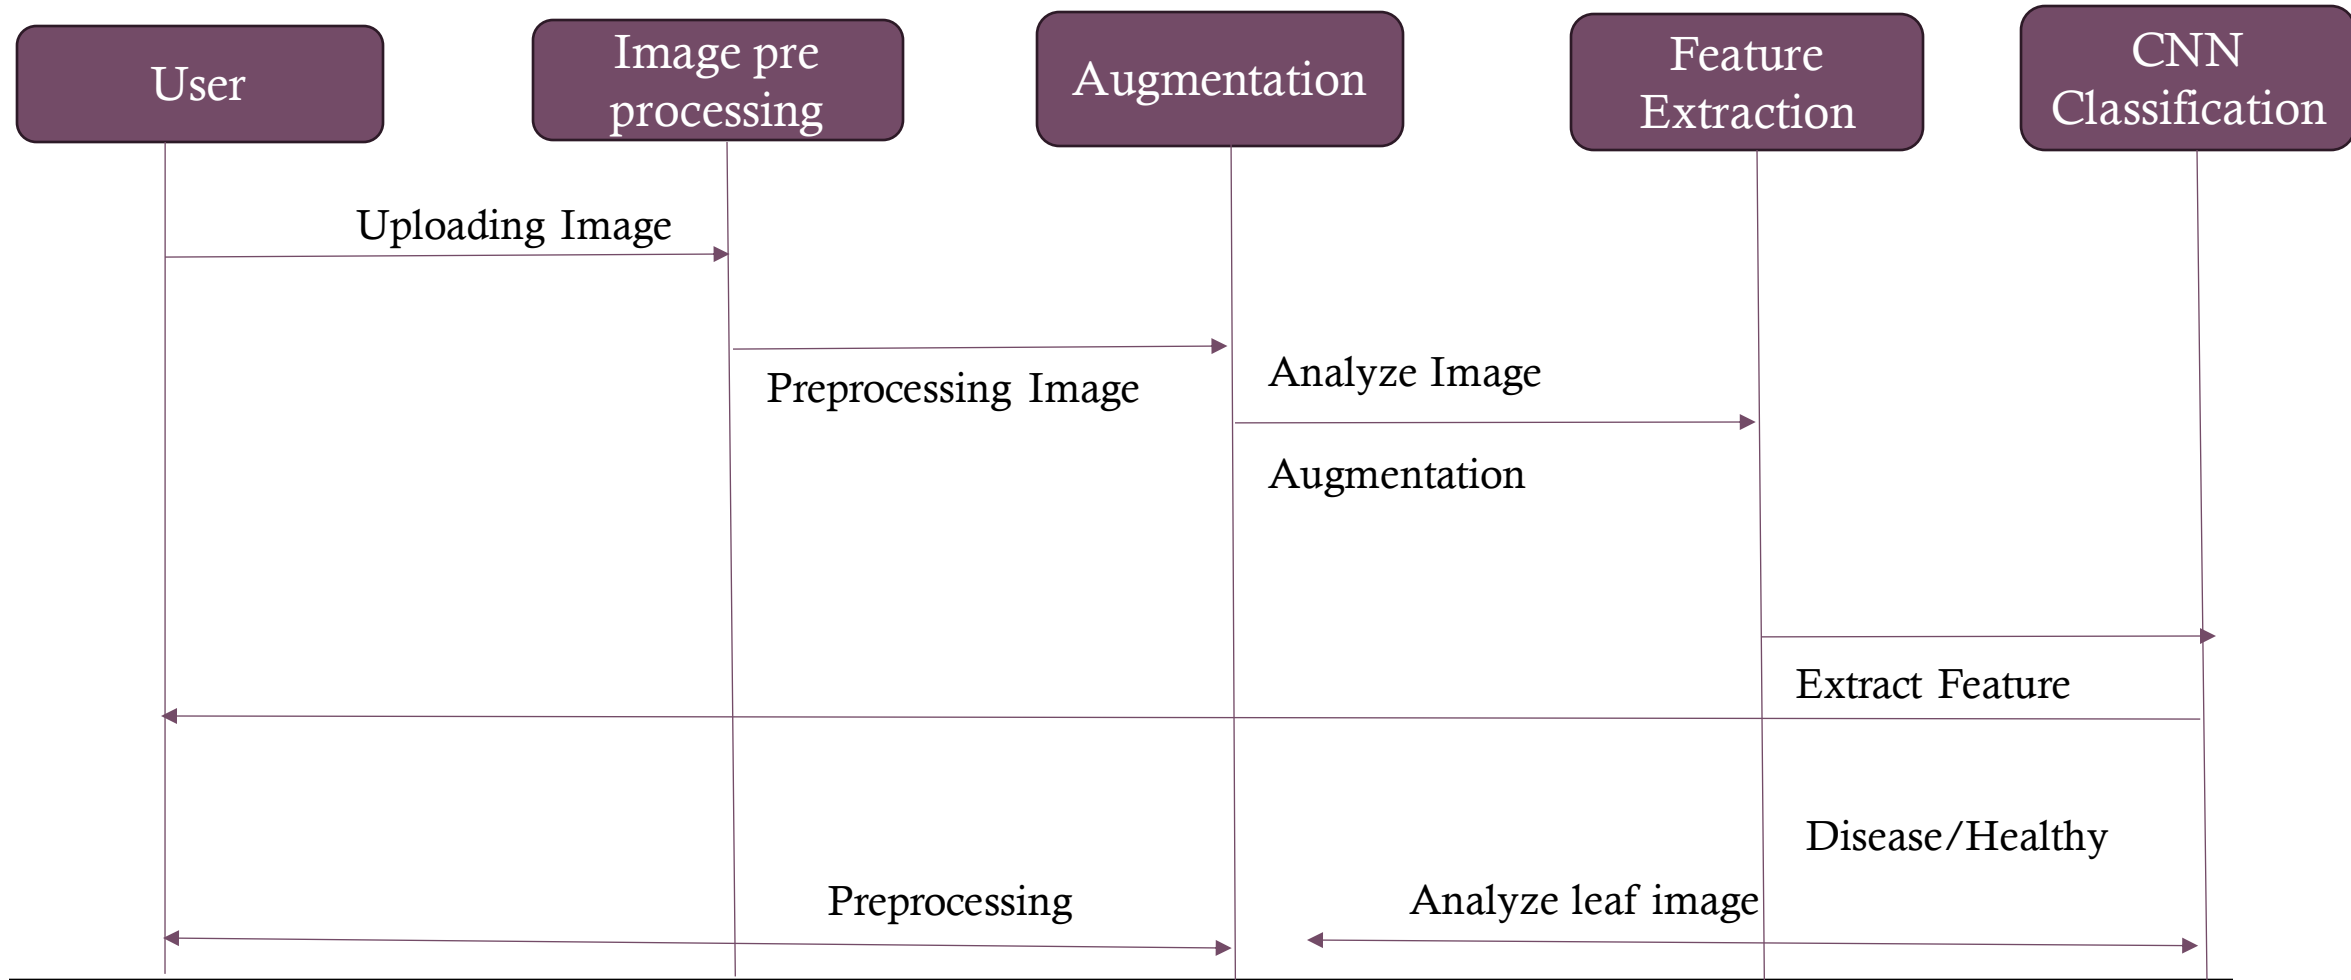 User
Image pre
processing
Augmentation
Feature
Extraction
CNN
Classification
Uploading Image
Preprocessing Image
Analyze Image
Augmentation
Extract Feature
Disease/Healthy
Preprocessing
Analyze leaf image